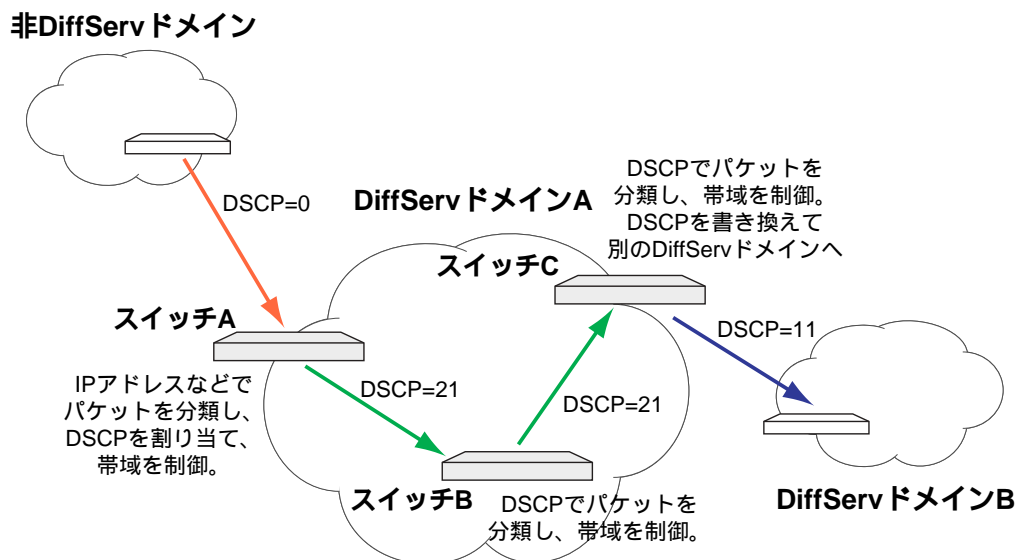 非DiffServドメイン
DSCP=0
DiffServドメインA
DSCPでパケットを
分類し、帯域を制御。
DSCPを書き換えて
別のDiffServドメインへ
スイッチC
スイッチA
DSCP=11
IPアドレスなどで
パケットを分類し、
DSCPを割り当て、
帯域を制御。
DSCP=21
DSCP=21
スイッチB
DSCPでパケットを
分類し、帯域を制御。
DiffServドメインB